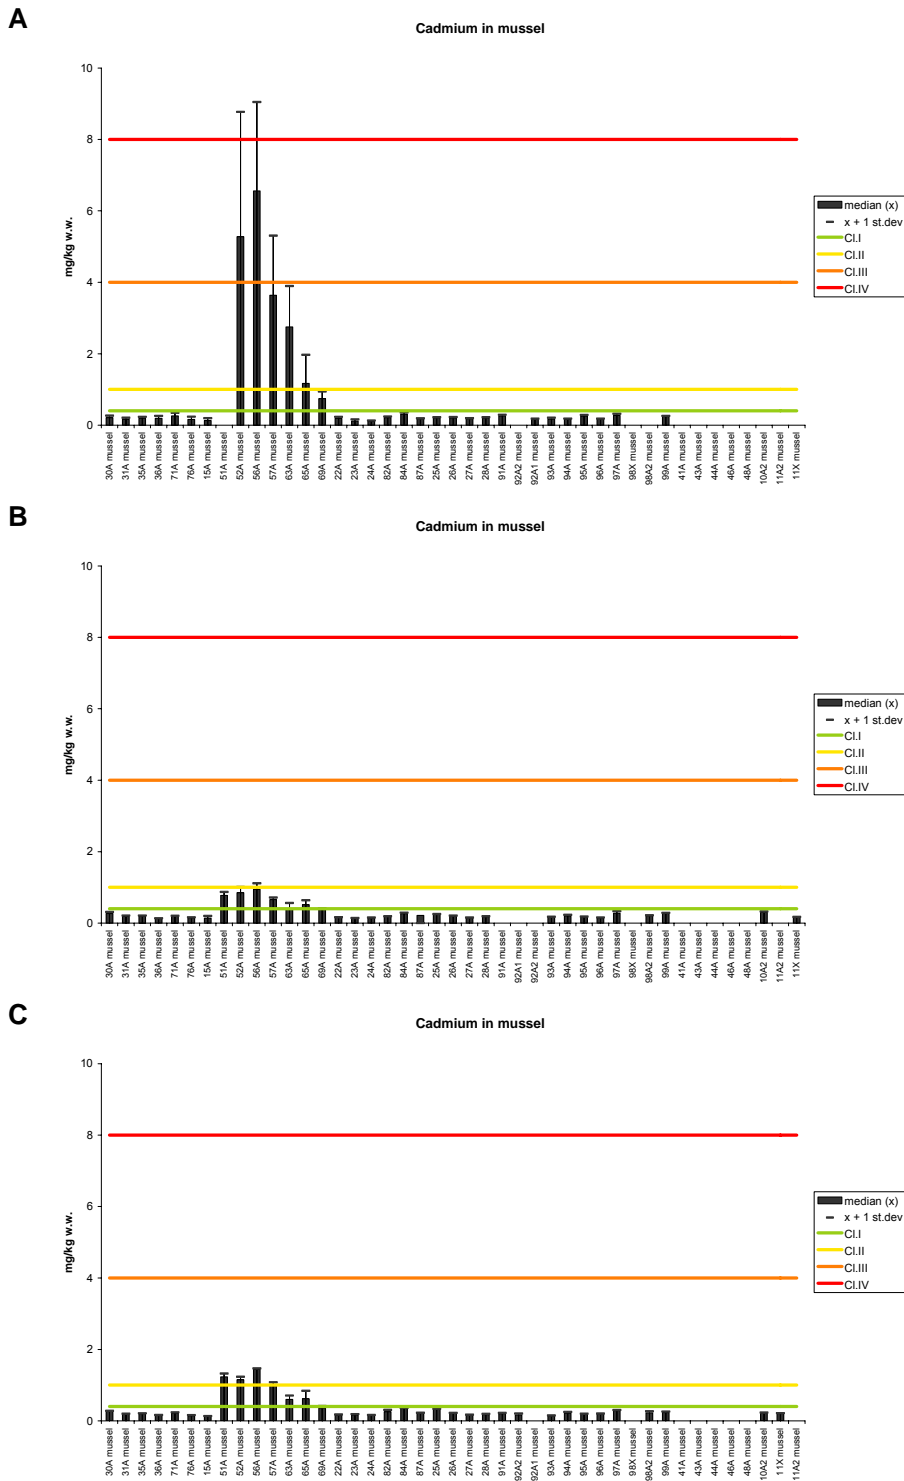 A
Cadmium in mussel
10
8
6
4
2
0
mg/kg w.w.
median (x)
x + 1 st.dev
Cl.I
Cl.II
Cl.III
Cl.IV
30A mussel
31A mussel
35A mussel
36A mussel
71A mussel
76A mussel
15A mussel
51A mussel
52A mussel
56A mussel
57A mussel
63A mussel
65A mussel
69A mussel
22A mussel
23A mussel
24A mussel
82A mussel
84A mussel
87A mussel
25A mussel
26A mussel
27A mussel
28A mussel
91A mussel
92A2 mussel
92A1 mussel
93A mussel
94A mussel
95A mussel
96A mussel
97A mussel
98X mussel
98A2 mussel
99A mussel
41A mussel
43A mussel
44A mussel
46A mussel
48A mussel
10A2 mussel
11A2 mussel
11X mussel
B
Cadmium in mussel
10
8
6
4
2
0
mg/kg w.w.
median (x)
x + 1 st.dev
Cl.I
Cl.II
Cl.III
Cl.IV
30A mussel
31A mussel
35A mussel
36A mussel
71A mussel
76A mussel
15A mussel
51A mussel
52A mussel
56A mussel
57A mussel
63A mussel
65A mussel
69A mussel
22A mussel
23A mussel
24A mussel
82A mussel
84A mussel
87A mussel
25A mussel
26A mussel
27A mussel
28A mussel
91A mussel
92A1 mussel
92A2 mussel
93A mussel
94A mussel
95A mussel
96A mussel
97A mussel
98X mussel
98A2 mussel
99A mussel
41A mussel
43A mussel
44A mussel
46A mussel
48A mussel
10A2 mussel
11A2 mussel
11X mussel
C
Cadmium in mussel
10
8
6
4
2
0
mg/kg w.w.
median (x)
x + 1 st.dev
Cl.I
Cl.II
Cl.III
Cl.IV
30A mussel
31A mussel
35A mussel
36A mussel
71A mussel
76A mussel
15A mussel
51A mussel
52A mussel
56A mussel
57A mussel
63A mussel
65A mussel
69A mussel
22A mussel
23A mussel
24A mussel
82A mussel
84A mussel
87A mussel
25A mussel
26A mussel
27A mussel
28A mussel
91A mussel
92A2 mussel
92A1 mussel
93A mussel
94A mussel
95A mussel
96A mussel
97A mussel
98X mussel
98A2 mussel
99A mussel
41A mussel
43A mussel
44A mussel
46A mussel
48A mussel
10A2 mussel
11X mussel
11A2 mussel